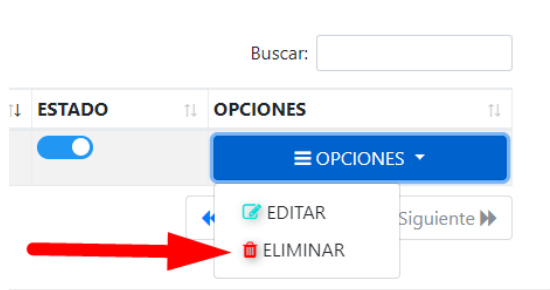 Buscar:
ESTADO OPCIONES
OPCIONES
EDITAR Siguiente
ELIMINAR